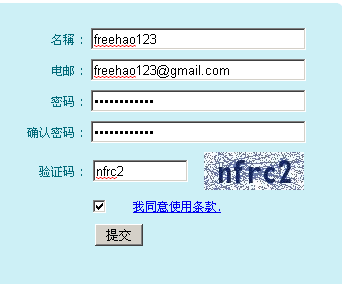 名稱： freehao123
电邮： freehao123@gmail.com
密码： ••••••••••••
确认密码： ••••••••••••
验证码： nfrc2 nfrc2
我同意使用条款.
提交